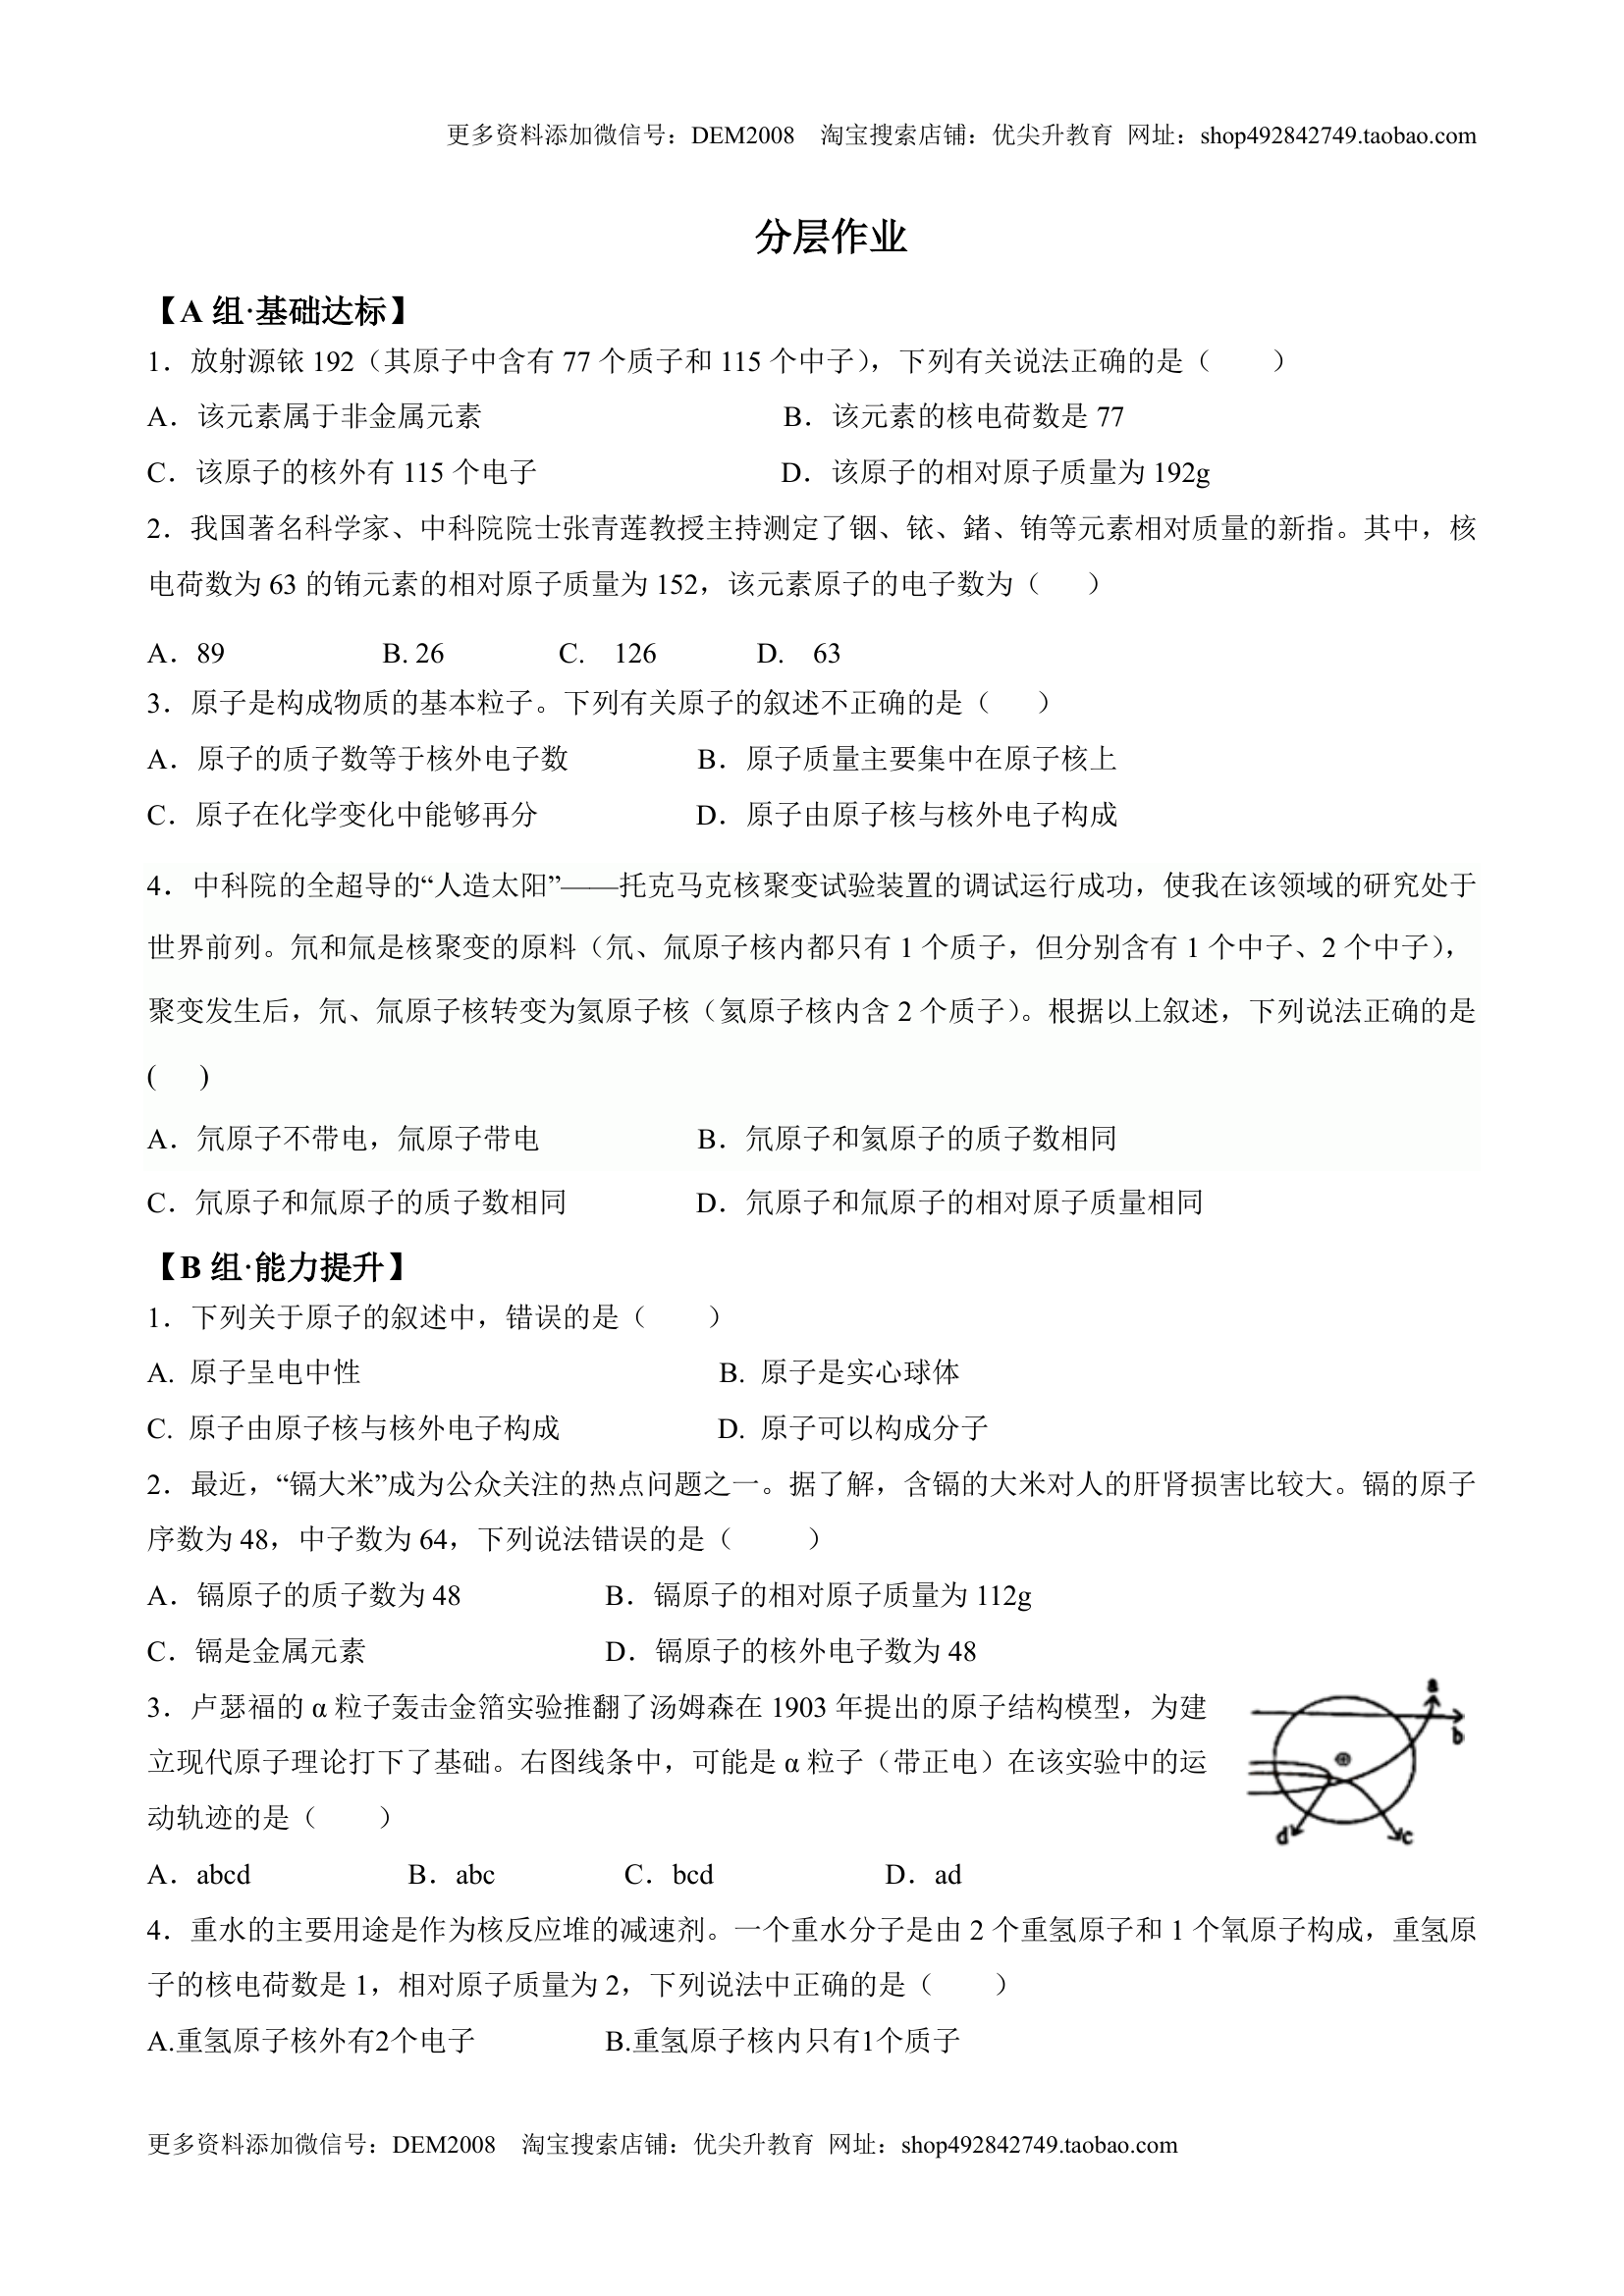 更多资料添加微信号：DEM2008 淘宝搜索店铺：优尖升教育 网址：shop492842749.taobao.com
分层作业
【A 组·基础达标】
1．放射源铱 192（其原子中含有 77 个质子和 115 个中子），下列有关说法正确的是（ ）
A．该元素属于非金属元素 B．该元素的核电荷数是 77
C．该原子的核外有 115 个电子 D．该原子的相对原子质量为 192g
2．我国著名科学家、中科院院士张青莲教授主持测定了铟、铱、鍺、铕等元素相对质量的新指。其中，核
电荷数为 63 的铕元素的相对原子质量为 152，该元素原子的电子数为（ ）
A．89 B. 26 C. 126 D. 63
3．原子是构成物质的基本粒子。下列有关原子的叙述不正确的是（ ）
A．原子的质子数等于核外电子数 B．原子质量主要集中在原子核上
C．原子在化学变化中能够再分 D．原子由原子核与核外电子构成
4．中科院的全超导的“人造太阳”——托克马克核聚变试验装置的调试运行成功，使我在该领域的研究处于
世界前列。氘和氚是核聚变的原料（氘、氚原子核内都只有 1 个质子，但分别含有 1 个中子、2 个中子），
聚变发生后，氘、氚原子核转变为氦原子核（氦原子核内含 2 个质子）。根据以上叙述，下列说法正确的是
( )
A．氘原子不带电，氚原子带电 B．氘原子和氦原子的质子数相同
C．氘原子和氚原子的质子数相同 D．氘原子和氚原子的相对原子质量相同
【B 组·能力提升】
1．下列关于原子的叙述中，错误的是（ ）
A. 原子呈电中性 B. 原子是实心球体
C. 原子由原子核与核外电子构成 D. 原子可以构成分子
2．最近，“镉大米”成为公众关注的热点问题之一。据了解，含镉的大米对人的肝肾损害比较大。镉的原子
序数为 48，中子数为 64，下列说法错误的是（ ）
A．镉原子的质子数为 48 B．镉原子的相对原子质量为 112g
C．镉是金属元素 D．镉原子的核外电子数为 48
3．卢瑟福的 α 粒子轰击金箔实验推翻了汤姆森在 1903 年提出的原子结构模型，为建
立现代原子理论打下了基础。右图线条中，可能是 α 粒子（带正电）在该实验中的运
动轨迹的是（ ）
a
b
d
c
A．abcd B．abc C．bcd D．ad
4．重水的主要用途是作为核反应堆的减速剂。一个重水分子是由 2 个重氢原子和 1 个氧原子构成，重氢原
子的核电荷数是 1，相对原子质量为 2，下列说法中正确的是（ ）
A.重氢原子核外有2个电子 B.重氢原子核内只有1个质子
更多资料添加微信号：DEM2008 淘宝搜索店铺：优尖升教育 网址：shop492842749.taobao.com